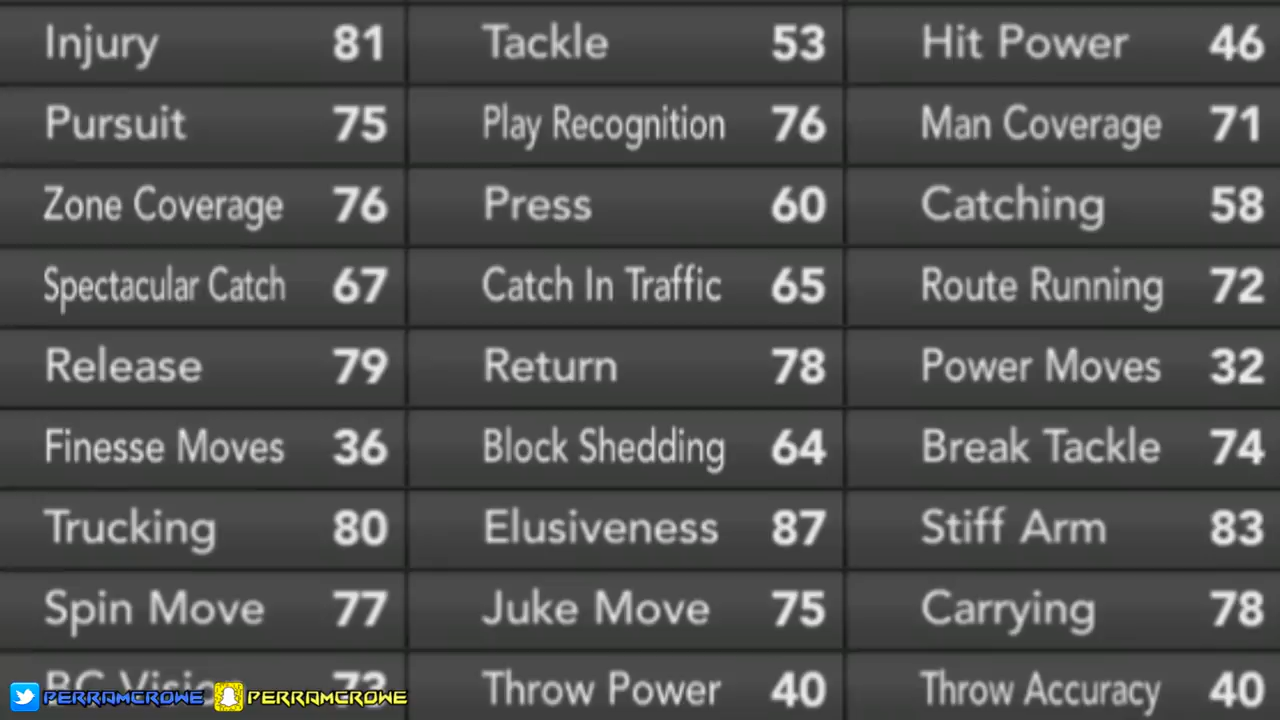 Injury 81 Tackle 53 Hit Power 46
Pursuit 75 Play Recognition 76 Man Coverage 71
Zone Coverage 76 Press 60 Catching 58
Spectacular Catch 67 Catch In Traffic 65 Route Running 72
Release 79 Return 78 Power Moves 32
Finesse Moves 36 Block Shedding 64 Break Tackle 74
Trucking 80 Elusiveness 87 Stiff Arm 83
Spin Move 77 Juke Move 75 Carrying 78
Throw Power 40 Throw Accuracy 40
PERRAMCROWE PERRAMCROWE